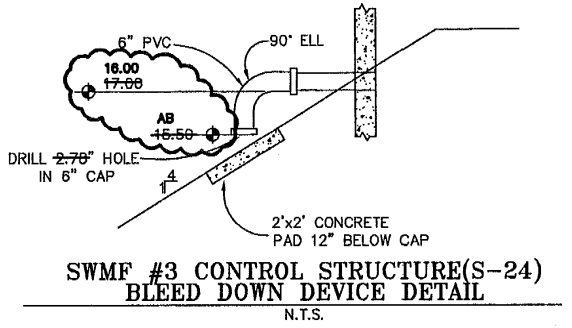 6" PVC
90° ELL
16.00
17.00
AB
15.50
DRILL 2.70" HOLE
IN 6" CAP
4
1
2'x2' CONCRETE
PAD 12" BELOW CAP
SWMF #3 CONTROL STRUCTURE(S-24)
BLEED DOWN DEVICE DETAIL
N.T.S.